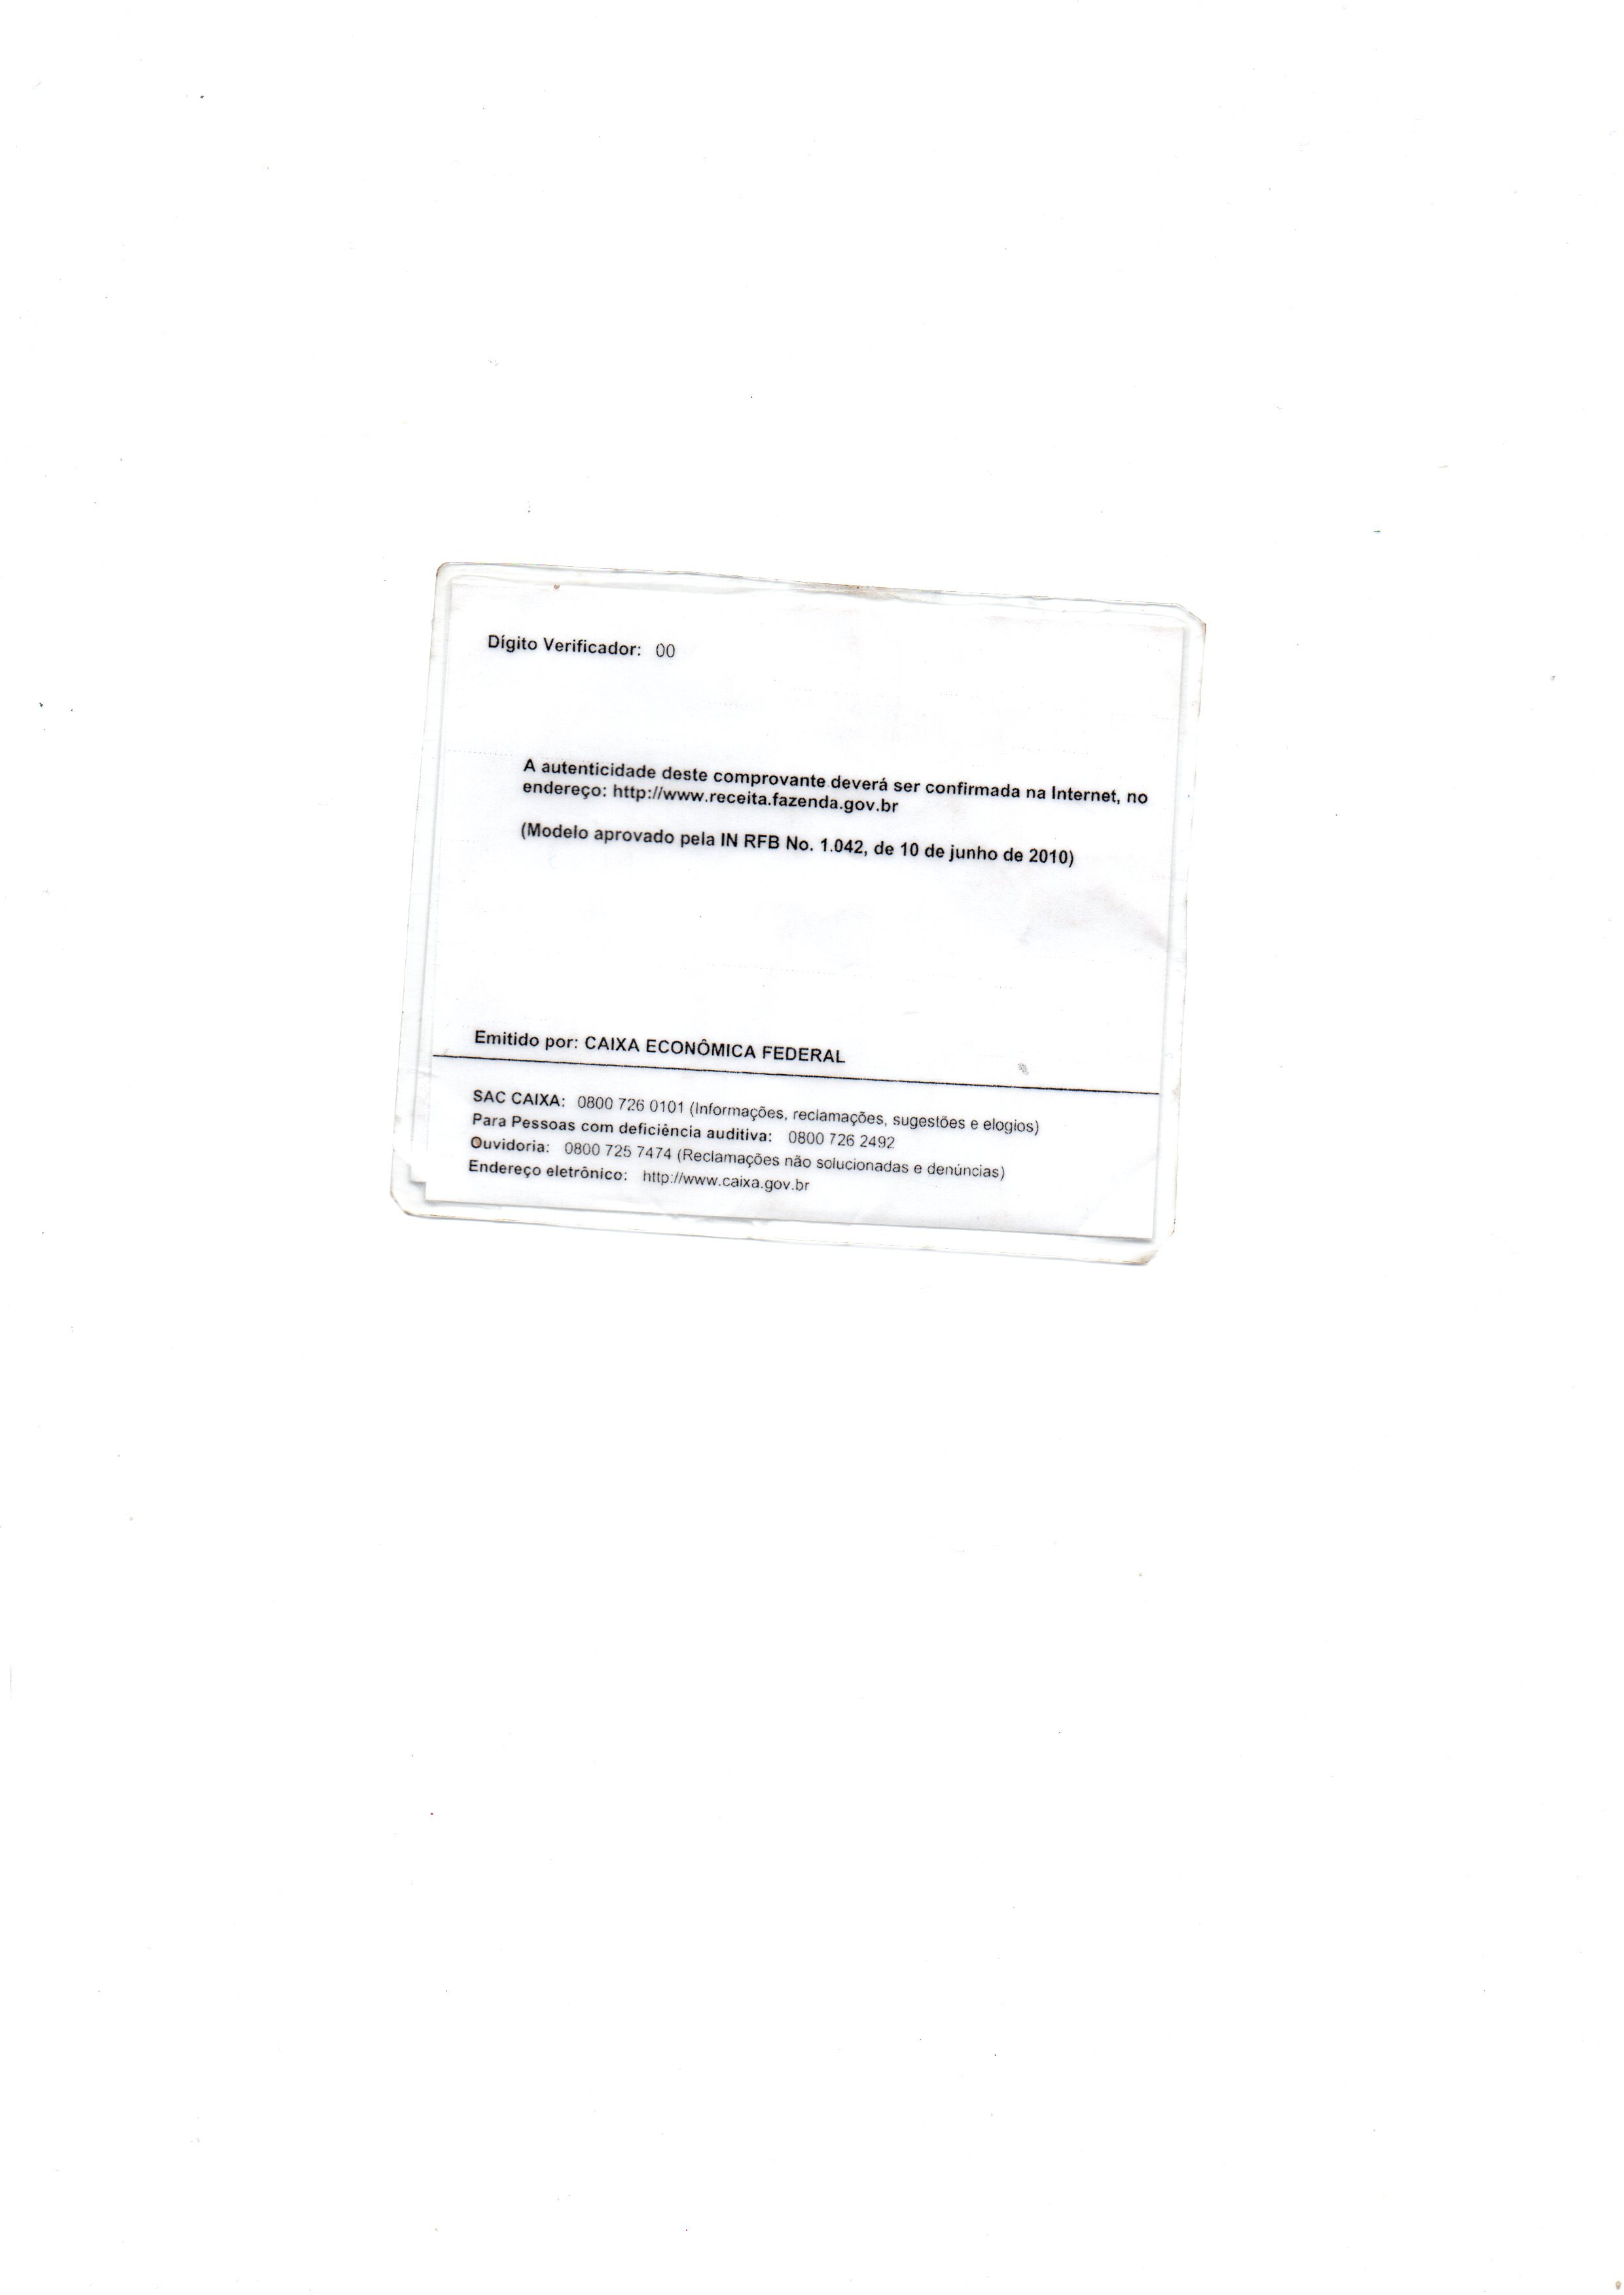 Dígito Verificador: 00
A autenticidade deste comprovante deverá ser confirmada na Internet, no
endereço: http://www.receita.fazenda.gov.br
(Modelo aprovado pela IN RFB No. 1.042, de 10 de junho de 2010)
Emitido por: CAIXA ECONÔMICA FEDERAL
SAC CAIXA: 0800 726 0101 (Informações, reclamações, sugestões e elogios)
Para Pessoas com deficiência auditiva: 0800 726 2492
Ouvidoria: 0800 725 7474 (Reclamações não solucionadas e denúncias)
Endereço eletrônico: http://www.caixa.gov.br